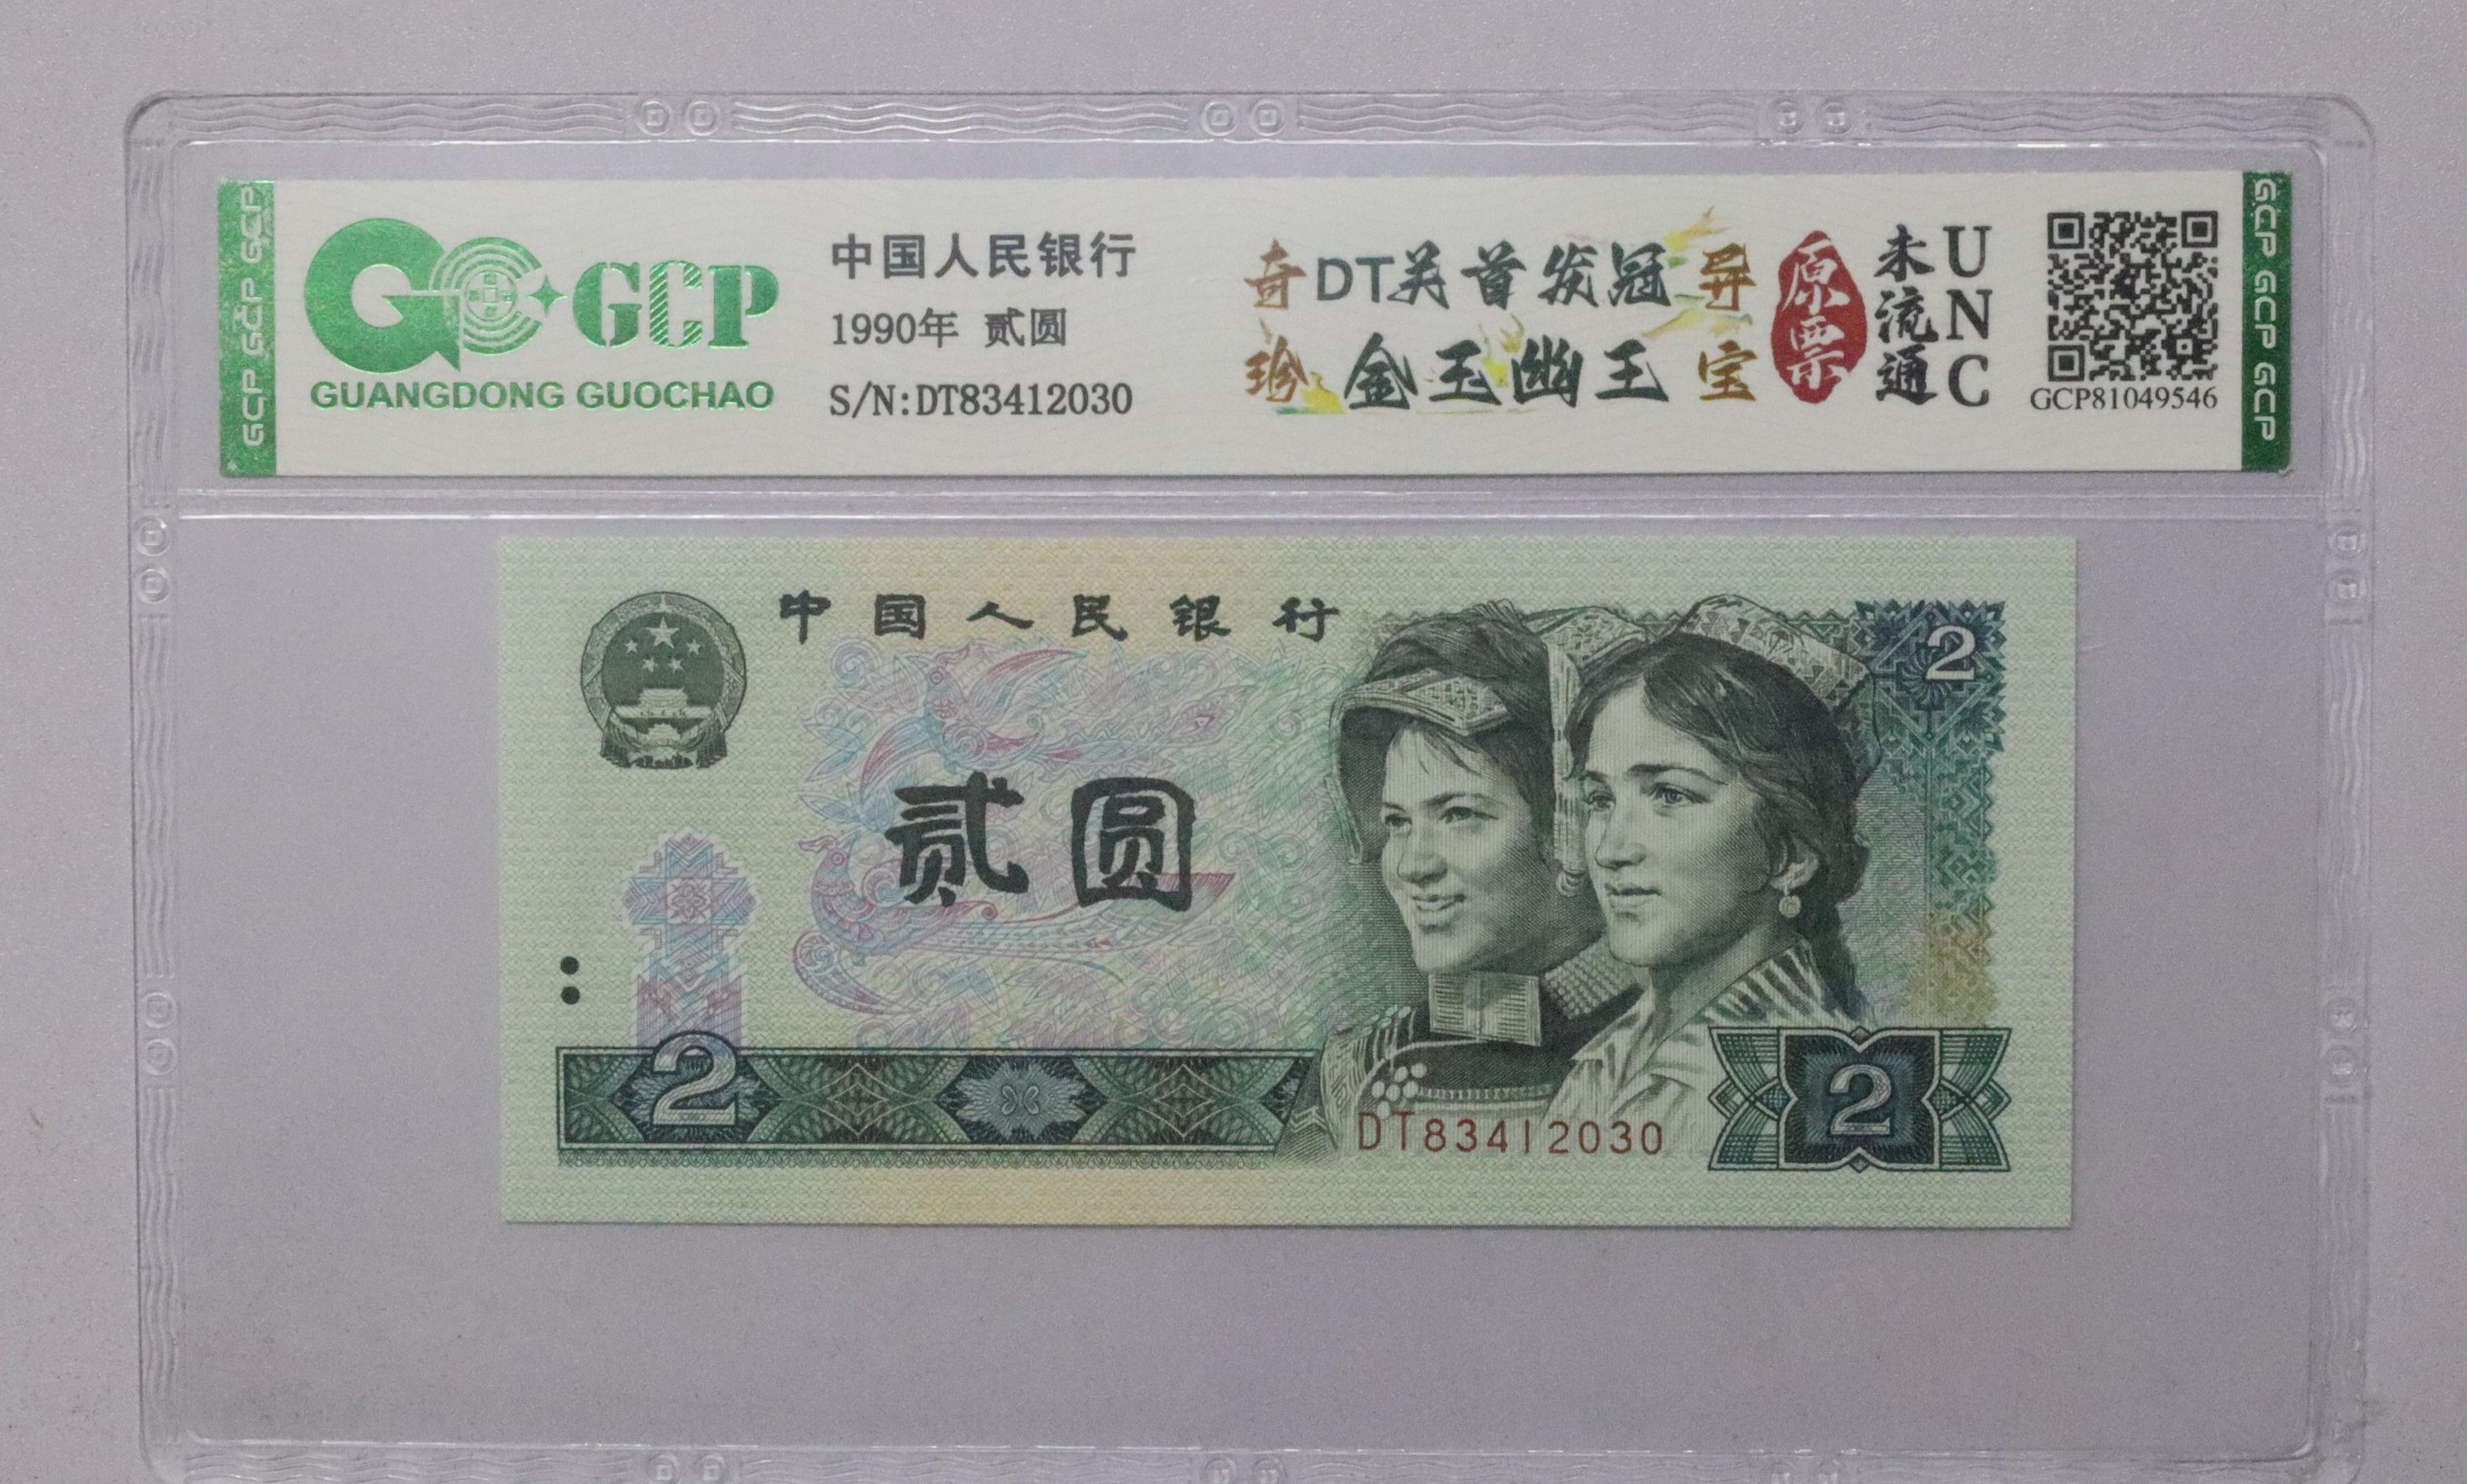 GCP GCP GCP
GCP
GUANGDONG GUOCHAO
中国人民银行
1990年 贰圆
S/N:DT83412030
奇 DT关首发冠 异
珍 金玉幽王 宝
原票
未流通
UNC
GCP81049546
GCP GCP GCP
中国人民银行
2
贰圆
2
DT83412030
2